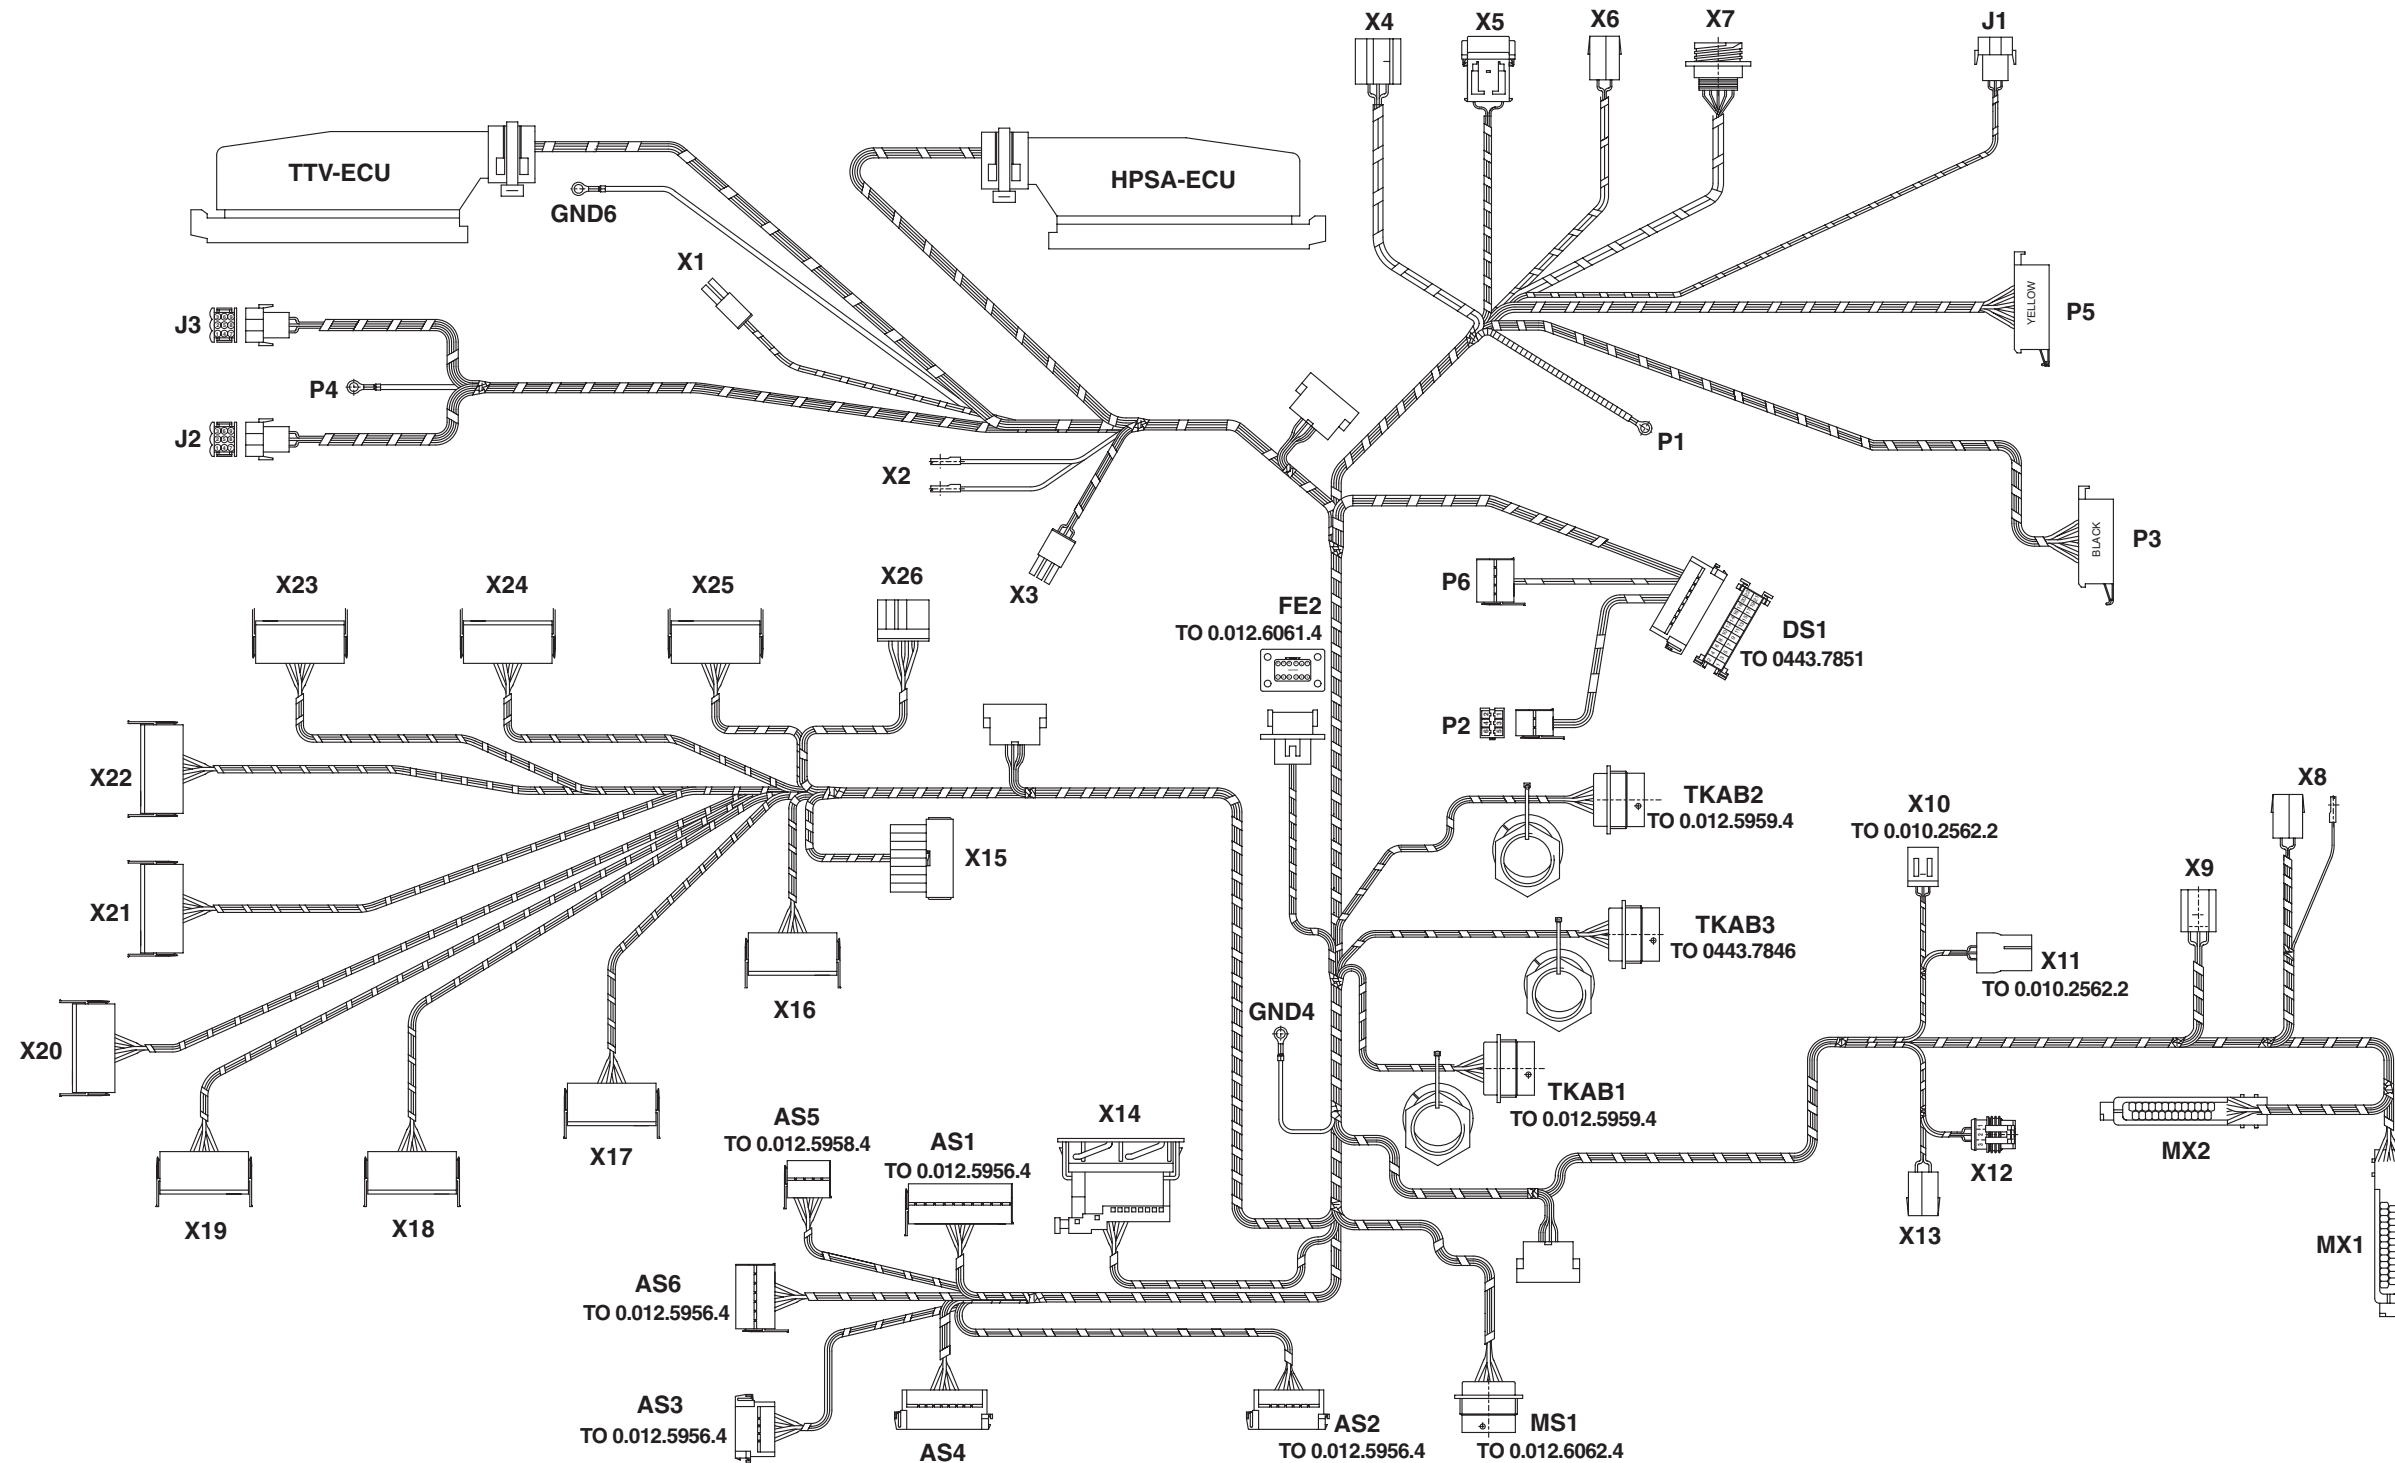 X4
X5
X6
X7
J1
TTV-ECU
HPSA-ECU
GND6
X1
YELLOW
P5
J3
P4
J2
P1
X2
BLACK
P3
X3
X23
X24
X25
X26
P6
FE2
TO 0.012.6061.4
DS1
TO 0443.7851
P2
X22
X8
TKAB2
TO 0.012.5959.4
X10
TO 0.010.2562.2
X15
X9
X21
TKAB3
TO 0443.7846
X11
TO 0.010.2562.2
X16
GND4
X20
TKAB1
TO 0.012.5959.4
X14
AS5
TO 0.012.5958.4
AS1
TO 0.012.5956.4
X17
MX2
X12
X19
X18
X13
MX1
AS6
TO 0.012.5956.4
AS3
TO 0.012.5956.4
AS4
AS2
TO 0.012.5956.4
MS1
TO 0.012.6062.4